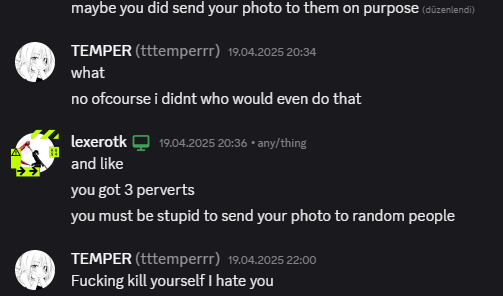 maybe you did send your photo to them on purpose (düzenlendi)
TEMPER (tttemperrr) 19.04.2025 20:34
what
no ofcourse i didnt who would even do that
lexerotk 19.04.2025 20:36 • any/thing
and like
you got 3 perverts
you must be stupid to send your photo to random people
TEMPER (tttemperrr) 19.04.2025 22:00
Fucking kill yourself I hate you